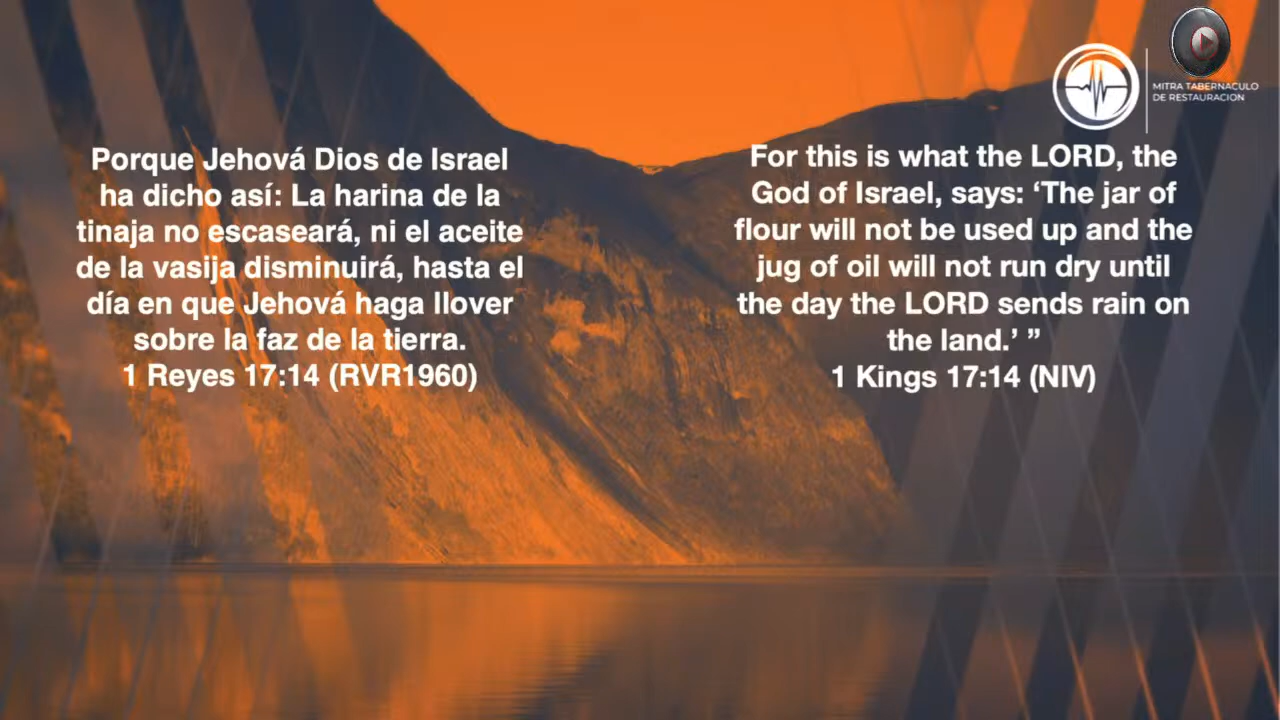 Porque Jehová Dios de Israel
ha dicho así: La harina de la
tinaja no escaseará, ni el aceite
de la vasija disminuirá, hasta el
día en que Jehová haga llover
sobre la faz de la tierra.
1 Reyes 17:14 (RVR1960)
For this is what the LORD, the
God of Israel, says: ‘The jar of
flour will not be used up and the
jug of oil will not run dry until
the day the LORD sends rain on
the land.’ ”
1 Kings 17:14 (NIV)
MITRA TABERNACULO
DE RESTAURACION